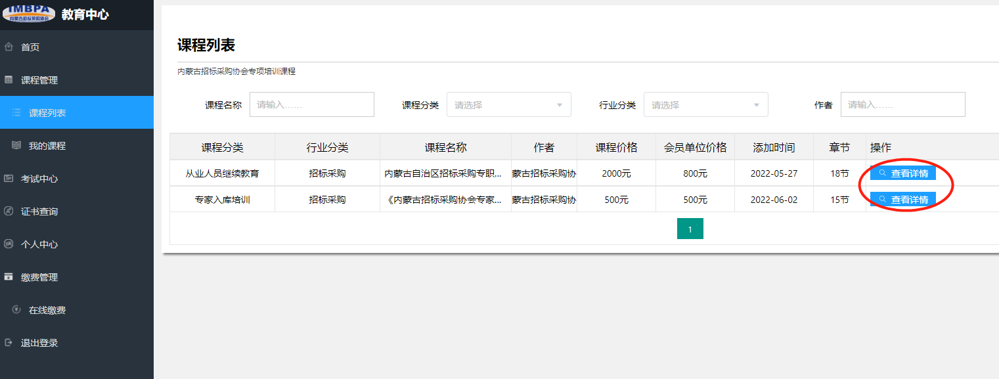 IMBPA
内蒙古招标采购协会
教育中心
首页
课程管理
课程列表
我的课程
考试中心
证书查询
个人中心
缴费管理
在线缴费
退出登录
课程列表
内蒙古招标采购协会专项培训课程
课程名称 请输入…… 课程分类 请选择 行业分类 请选择 作者 请输入……
课程分类 行业分类 课程名称 作者 课程价格 会员单位价格 添加时间 章节 操作
从业人员继续教育 招标采购 内蒙古自治区招标采购专职... 蒙古招标采购协 2000元 800元 2022-05-27 18节 查看详情
专家入库培训 招标采购 《内蒙古招标采购协会专家... 蒙古招标采购协 500元 500元 2022-06-02 15节 查看详情
1